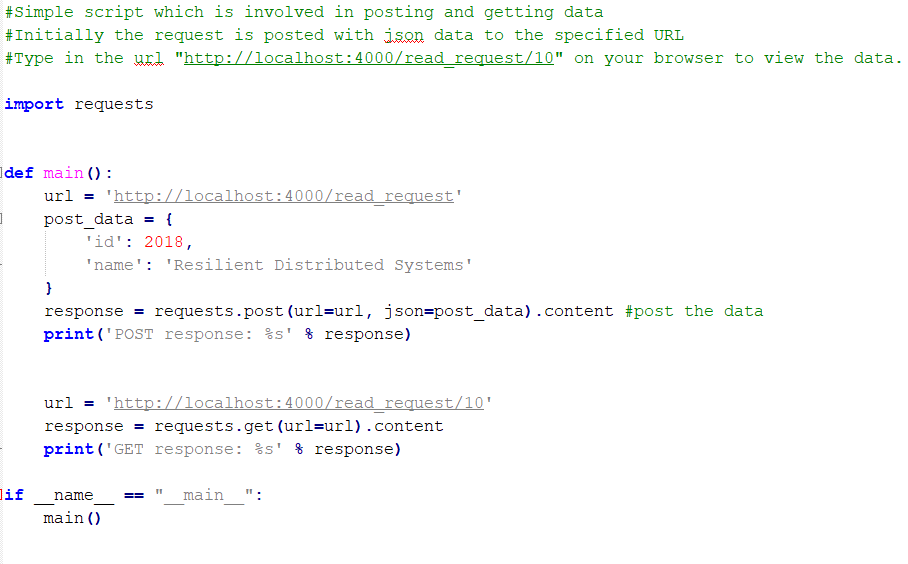 #Simple script which is involved in posting and getting data
#Initially the request is posted with json data to the specified URL
#Type in the url "http://localhost:4000/read_request/10" on your browser to view the data.
import requests
def main():
    url = 'http://localhost:4000/read_request'
    post_data = {
        'id': 2018,
        'name': 'Resilient Distributed Systems'
    }
    response = requests.post(url=url, json=post_data).content #post the data
    print('POST response: %s' % response)
    url = 'http://localhost:4000/read_request/10'
    response = requests.get(url=url).content
    print('GET response: %s' % response)
if __name__ == "__main__":
    main()